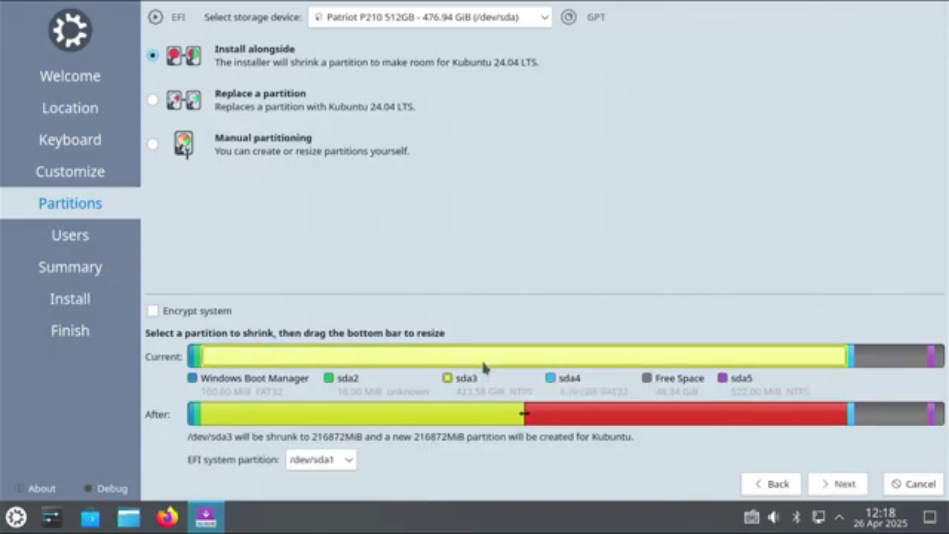 EFI Select storage device: Patriot P210 512GB - 476.94 GiB (/dev/sda) GPT
Install alongside
The installer will shrink a partition to make room for Kubuntu 24.04 LTS.
Replace a partition
Replaces a partition with Kubuntu 24.04 LTS.
Manual partitioning
You can create or resize partitions yourself.
Welcome
Location
Keyboard
Customize
Partitions
Users
Summary
Install
Finish
Encrypt system
Select a partition to shrink, then drag the bottom bar to resize
Current:
Windows Boot Manager sda2 sda3 sda4 Free Space sda5
100.00 MiB FAT32 16.00 MiB unknown 423.58 GiB NTFS FAT32 GiB 522.00 MiB NTFS
After:
/dev/sda3 will be shrunk to 216872MiB and a new 216872MiB partition will be created for Kubuntu.
EFI system partition: /dev/sda1
About Debug
Back Next Cancel
12:18
26 Apr 2025